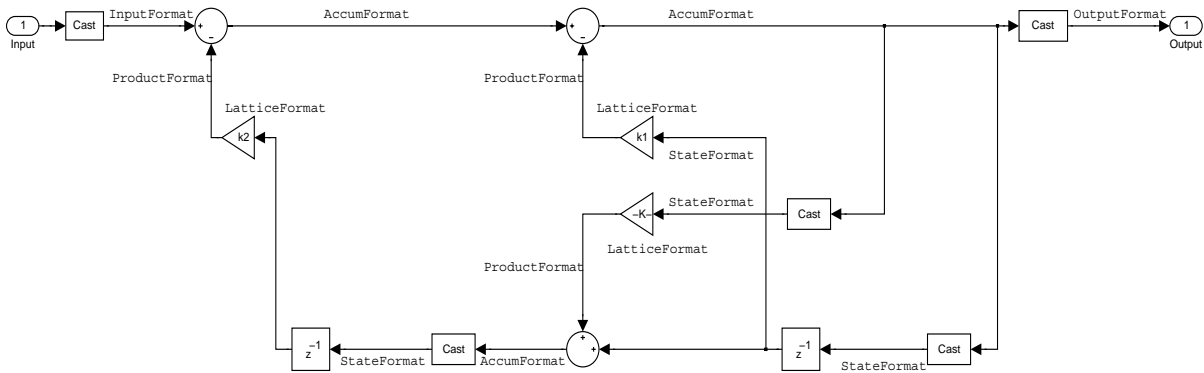 InputFormat
AccumFormat
AccumFormat
OutputFormat
1
Cast
+
−
+
−
Cast
1
Input
Output
ProductFormat
ProductFormat
LatticeFormat
LatticeFormat
k2
k1
StateFormat
StateFormat
−K−
Cast
LatticeFormat
ProductFormat
+
+
z−1
Cast
z−1
Cast
StateFormat
AccumFormat
StateFormat